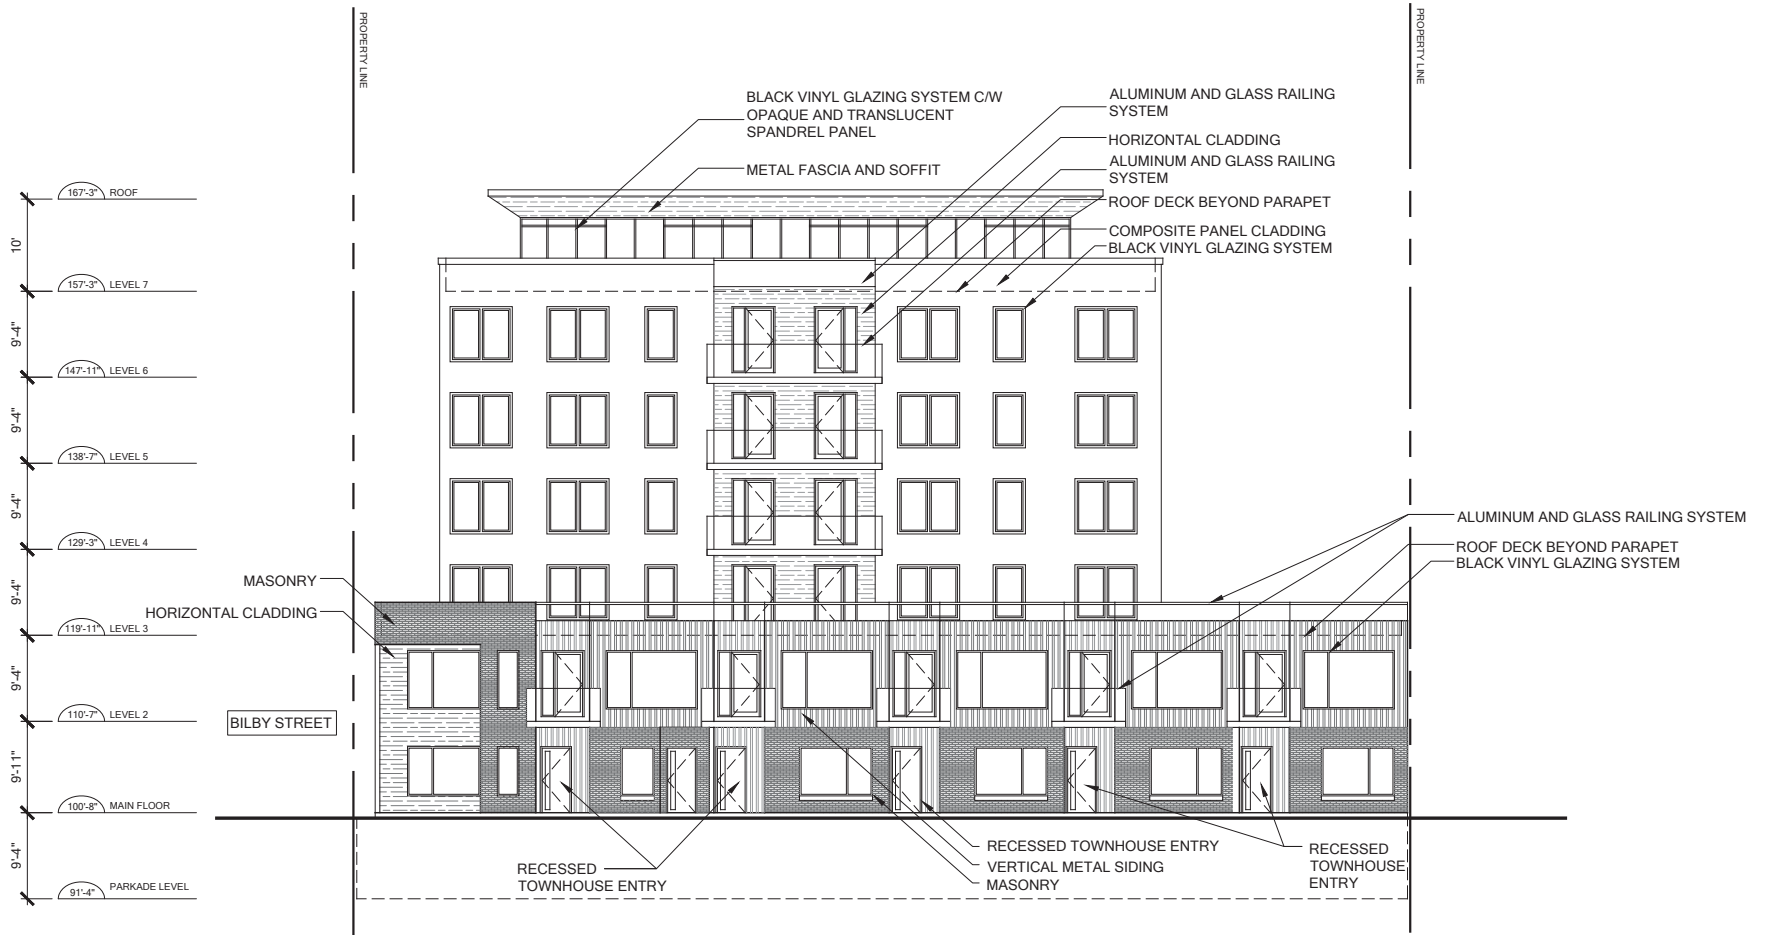 PROPERTY LINE
PROPERTY LINE
BLACK VINYL GLAZING SYSTEM C/W
OPAQUE AND TRANSLUCENT
SPANDREL PANEL
METAL FASCIA AND SOFFIT
ALUMINUM AND GLASS RAILING
SYSTEM
HORIZONTAL CLADDING
ALUMINUM AND GLASS RAILING
SYSTEM
ROOF DECK BEYOND PARAPET
COMPOSITE PANEL CLADDING
BLACK VINYL GLAZING SYSTEM
167'-3" ROOF
10'
157'-3" LEVEL 7
9'-4"
147'-11" LEVEL 6
9'-4"
138'-7" LEVEL 5
9'-4"
129'-3" LEVEL 4
9'-4"
119'-11" LEVEL 3
9'-4"
110'-7" LEVEL 2
9'-11"
100'-8" MAIN FLOOR
9'-4"
91'-4" PARKADE LEVEL
MASONRY
HORIZONTAL CLADDING
BILBY STREET
ALUMINUM AND GLASS RAILING SYSTEM
ROOF DECK BEYOND PARAPET
BLACK VINYL GLAZING SYSTEM
RECESSED
TOWNHOUSE ENTRY
RECESSED TOWNHOUSE ENTRY
VERTICAL METAL SIDING
MASONRY
RECESSED
TOWNHOUSE
ENTRY